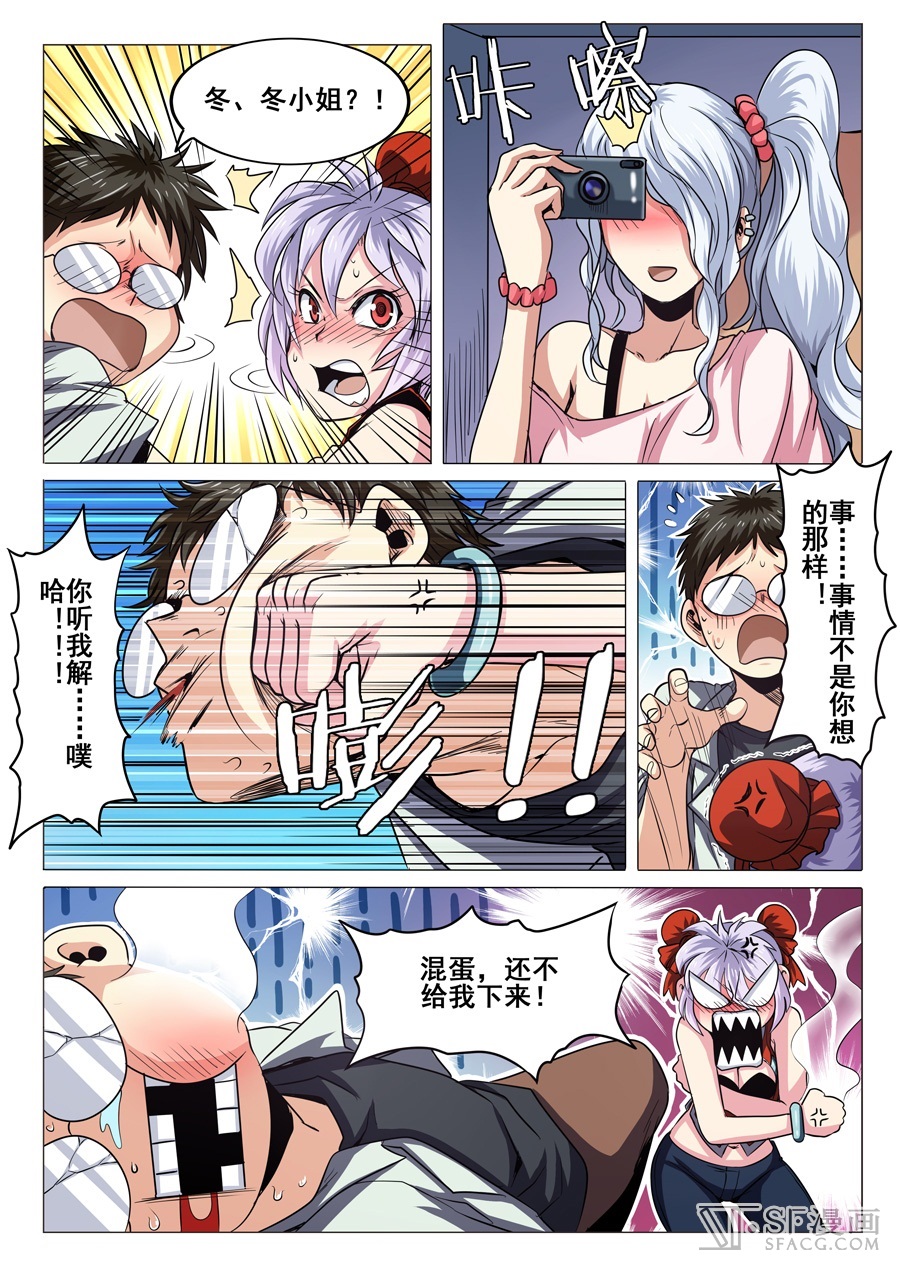 冬、冬小姐？！
咔嚓
事……事情不是你想
的那样！
你听我解……噗
哈！！！
噎！！
混蛋，还不
给我下来！
SF漫画
SFACG.COM